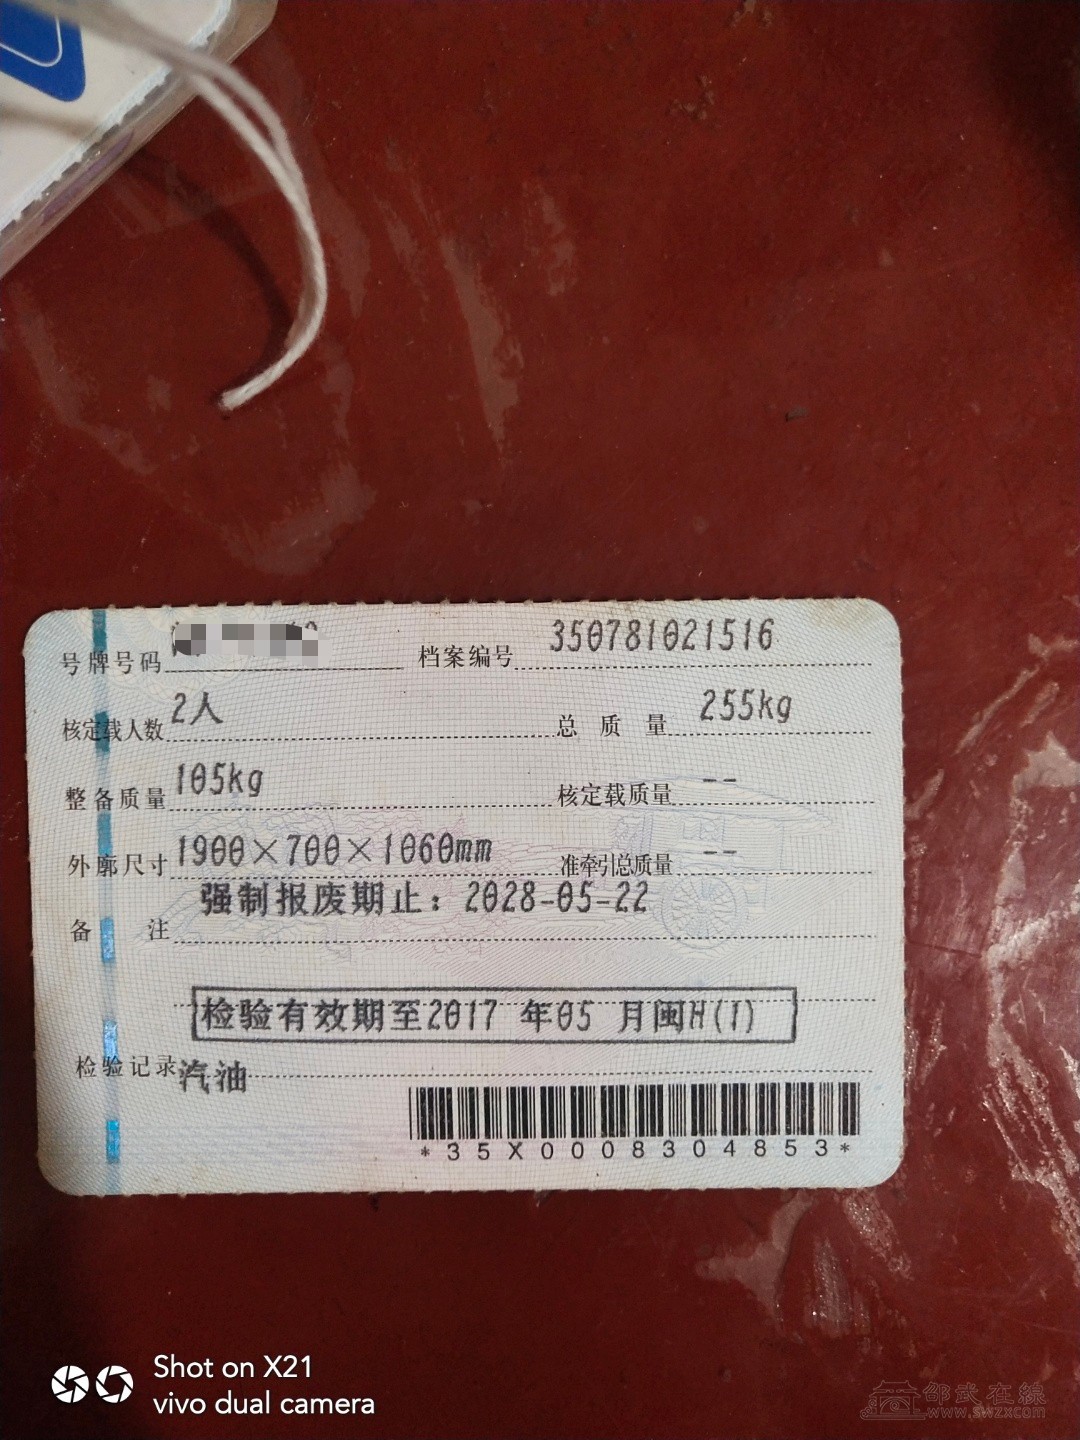 号牌号码 档案编号 350781021516
核定载人数 2人 总质量 255kg
整备质量 105kg 核定载质量 --
外廓尺寸 1900×700×1060mm 准牵引总质量 --
备注 强制报废期止：2028-05-22
检验有效期至2017 年05 月闽H(1)
检验记录 汽油
*35X0008304853*
Shot on X21
vivo dual camera
邵武在線
www.swzxcom